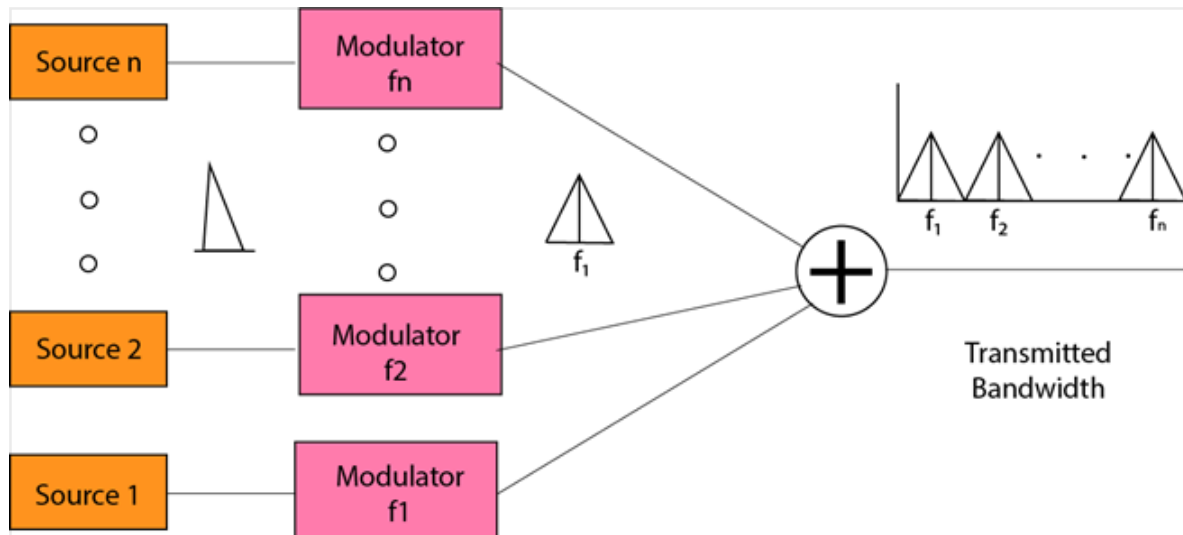 Source n
Modulator
fn
f₁
f₁
f₂
fₙ
Source 2
Modulator
f2
Transmitted
Bandwidth
Source 1
Modulator
f1